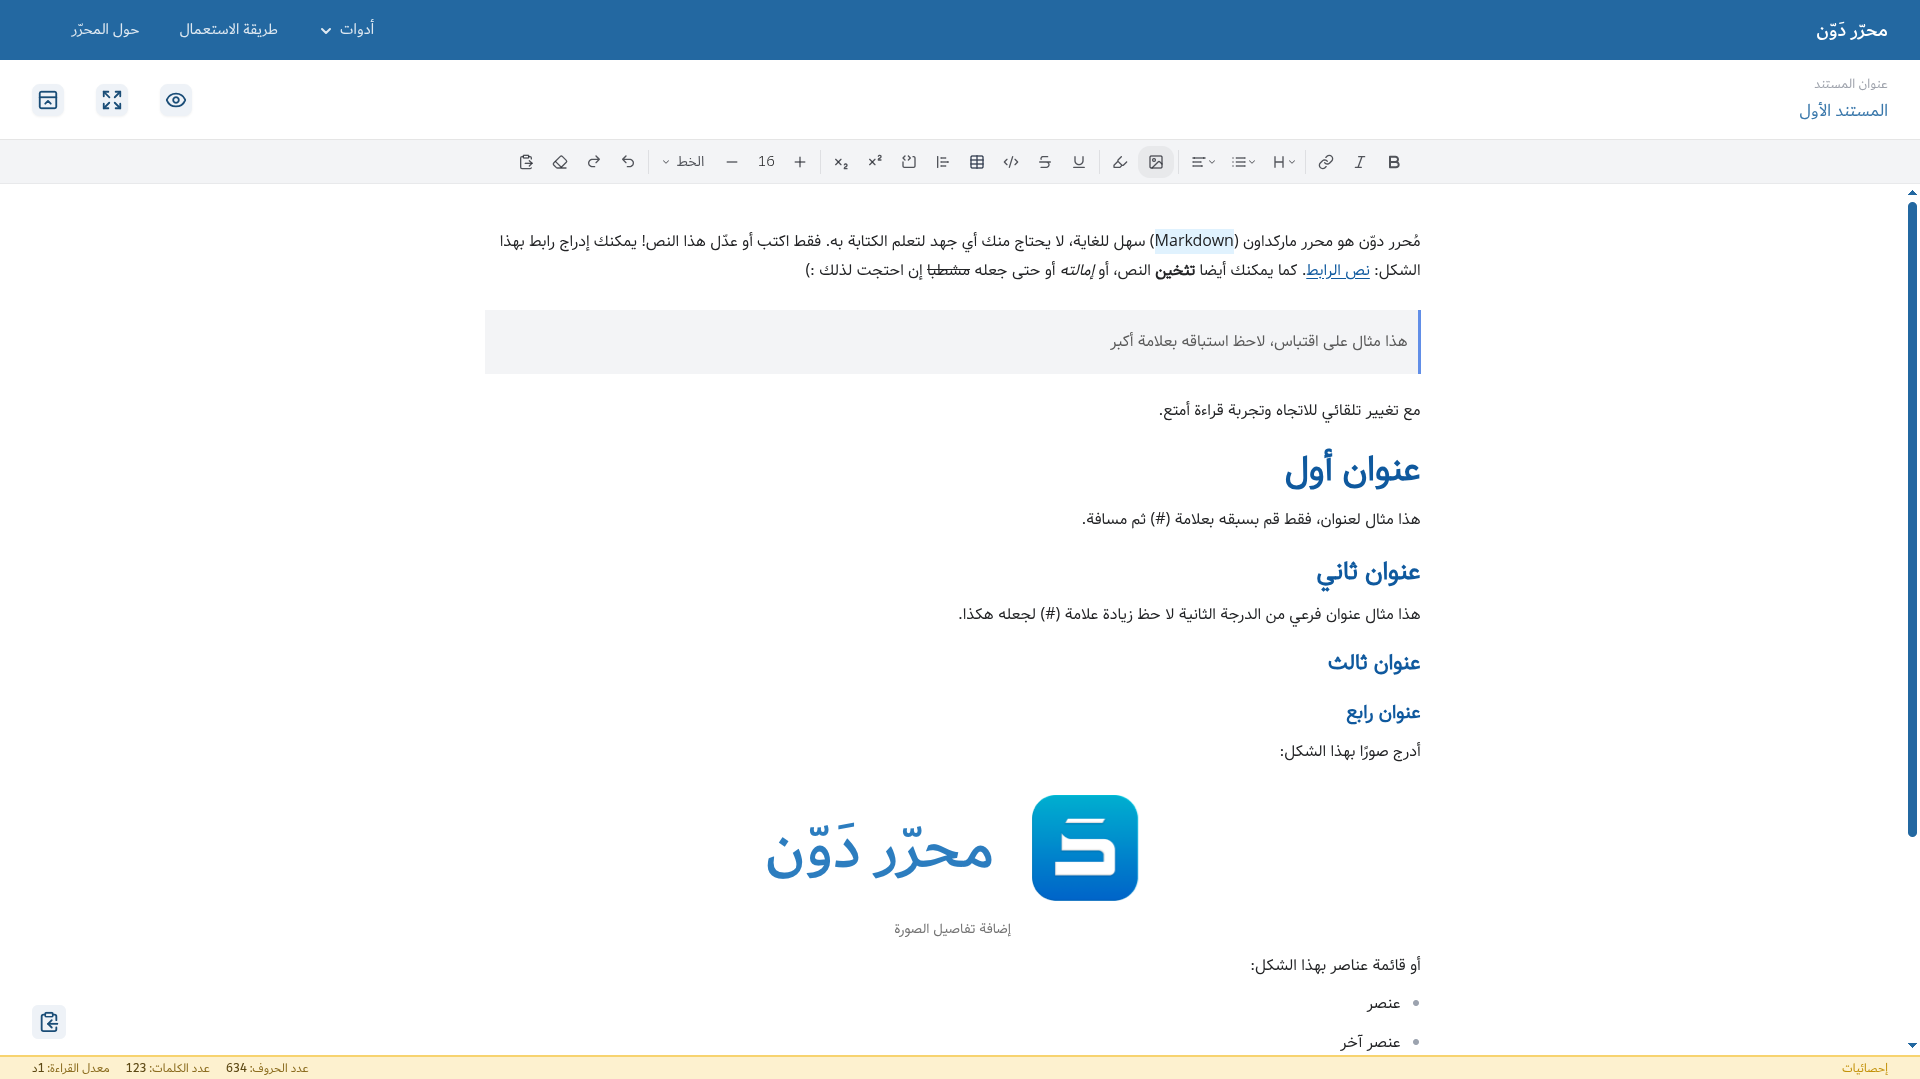 محرّر دَوّن
أدوات
طريقة الاستعمال
حول المحرّر
عنوان المستند
المستند الأول
B I H 16 الخط
مُحرر دوّن هو محرر ماركداون (Markdown) سهل للغاية، لا يحتاج منك أي جهد لتعلم الكتابة به. فقط اكتب أو عدّل هذا النص! يمكنك إدراج رابط بهذا
الشكل: نص الرابط. كما يمكنك أيضا تثخين النص، أو إمالته أو حتى جعله مشطبا إن احتجت لذلك :)
هذا مثال على اقتباس، لاحظ استباقه بعلامة أكبر
مع تغيير تلقائي للاتجاه وتجربة قراءة أمتع.
عنوان أول
هذا مثال لعنوان، فقط قم بسبقه بعلامة (#) ثم مسافة.
عنوان ثاني
هذا مثال عنوان فرعي من الدرجة الثانية لا حظ زيادة علامة (#) لجعله هكذا.
عنوان ثالث
عنوان رابع
أدرج صورًا بهذا الشكل:
محرّر دَوّن
إضافة تفاصيل الصورة
أو قائمة عناصر بهذا الشكل:
عنصر
عنصر آخر
إحصائيات
عدد الحروف: 634
عدد الكلمات: 123
معدل القراءة: 1د